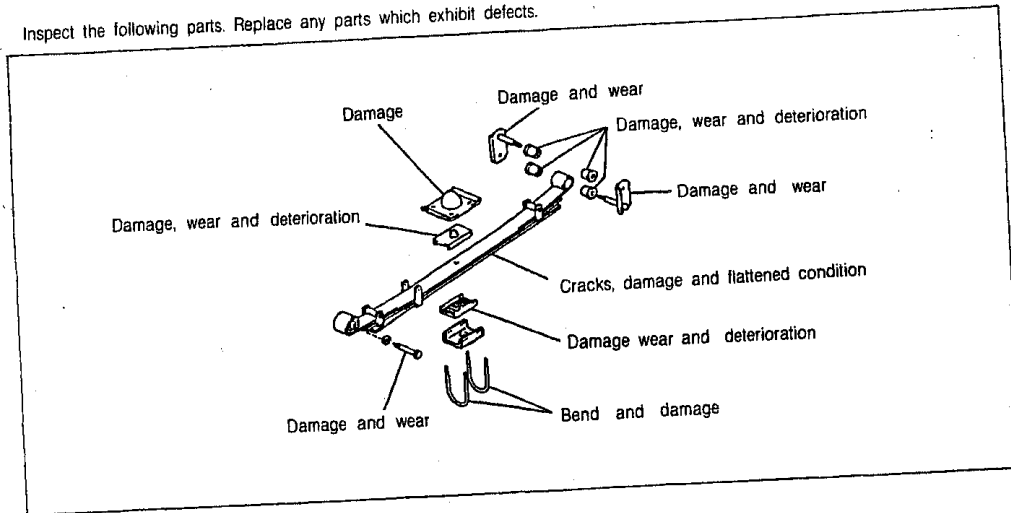 Inspect the following parts. Replace any parts which exhibit defects.
Damage and wear
Damage
Damage, wear and deterioration
Damage and wear
Damage, wear and deterioration
Cracks, damage and flattened condition
Damage wear and deterioration
Bend and damage
Damage and wear